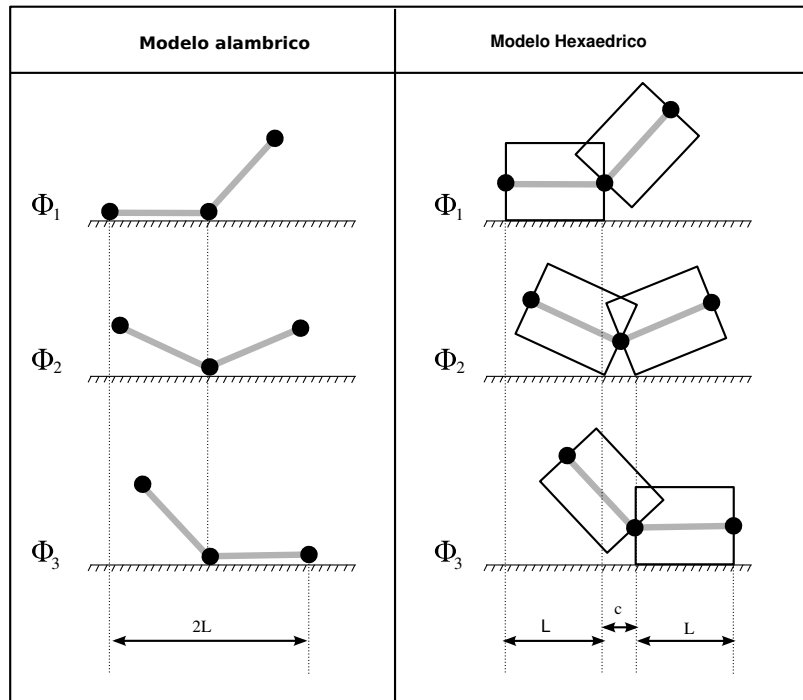 Modelo alambrico
Modelo Hexaedrico
Φ1
Φ1
Φ2
Φ2
Φ3
Φ3
2L
L
c
L